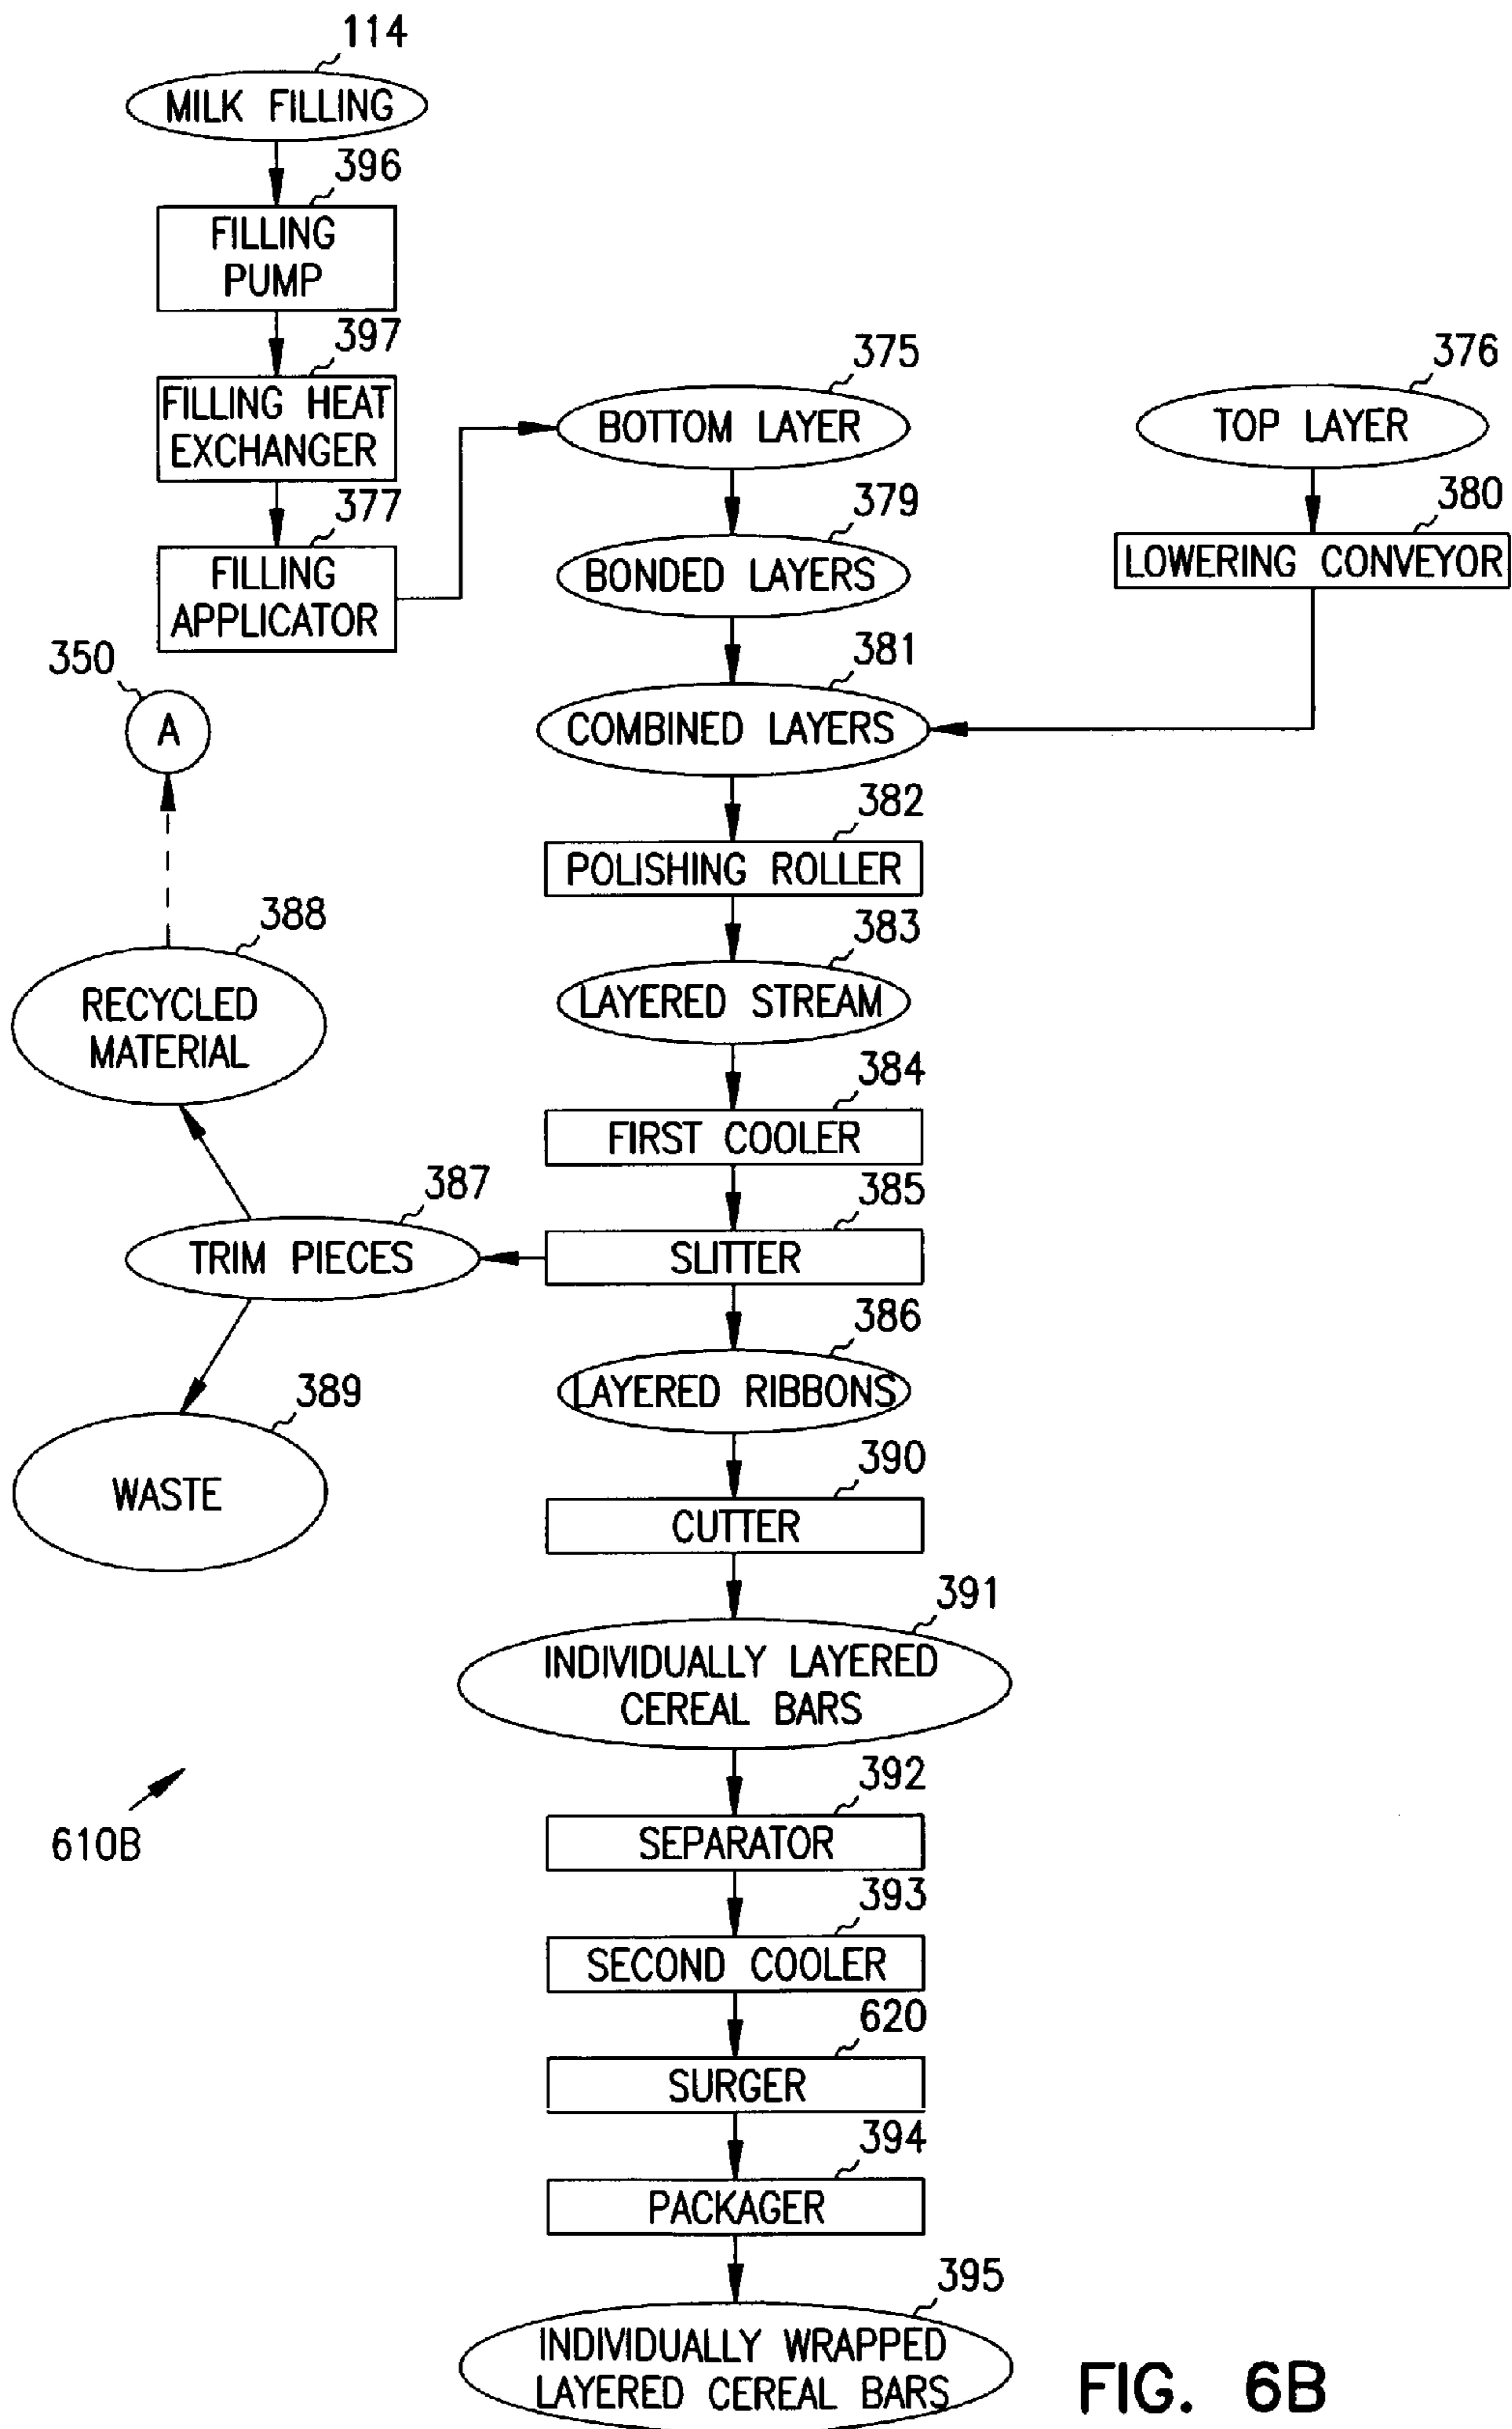 114
MILK FILLING
396
FILLING
PUMP
397
FILLING HEAT
EXCHANGER
377
FILLING
APPLICATOR
375
BOTTOM LAYER
376
TOP LAYER
379
BONDED LAYERS
380
LOWERING CONVEYOR
350
A
381
COMBINED LAYERS
382
POLISHING ROLLER
388
RECYCLED
MATERIAL
383
LAYERED STREAM
384
FIRST COOLER
387
TRIM PIECES
385
SLITTER
386
LAYERED RIBBONS
389
WASTE
390
CUTTER
391
INDIVIDUALLY LAYERED
CEREAL BARS
610B
392
SEPARATOR
393
SECOND COOLER
620
SURGER
394
PACKAGER
395
INDIVIDUALLY WRAPPED
LAYERED CEREAL BARS
FIG. 6B